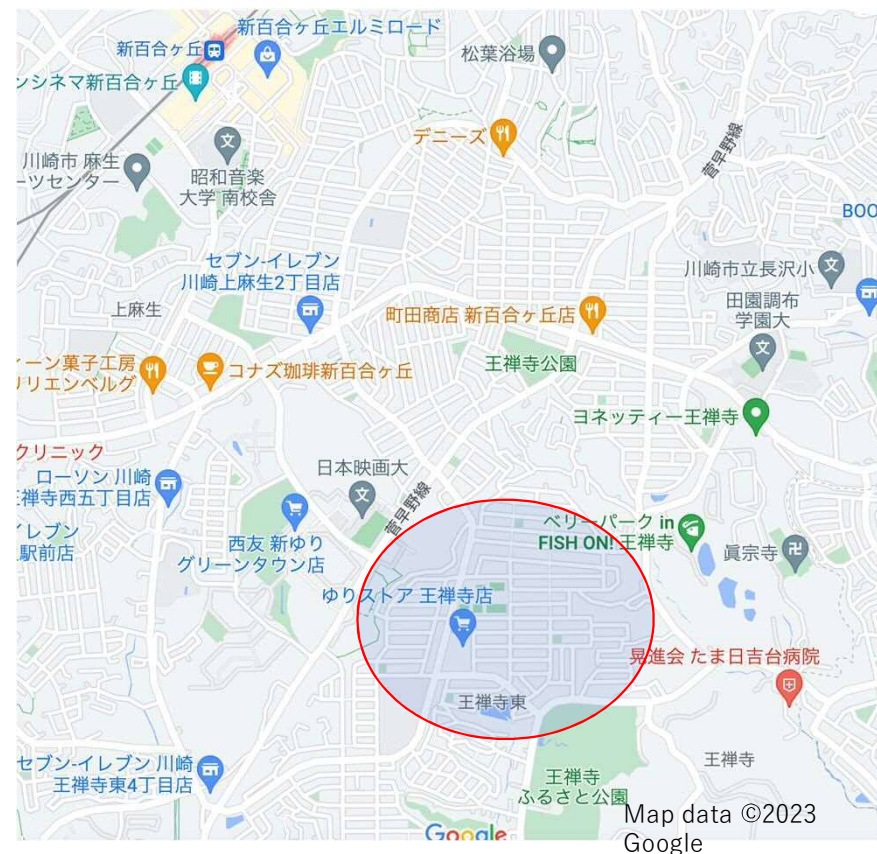 新百合ヶ丘エルミロード
新百合ヶ丘
松葉浴場
ンシネマ新百合ヶ丘
デニーズ
菅早野線
川崎市 麻生
ーツセンター
昭和音楽
大学 南校舎
BOO
セブン-イレブン
川崎上麻生2丁目店
川崎市立長沢小
田園調布
学園大
上麻生
町田商店 新百合ヶ丘店
ィーン菓子工房
リリエンベルグ
コナズ珈琲新百合ヶ丘
王禅寺公園
ヨネッティー王禅寺
クリニック
ローソン 川崎
王禅寺西五丁目店
日本映画大
菅早野線
イレブン
駅前店
西友 新ゆり
グリーンタウン店
ベリーパーク in
FISH ON! 王禅寺
眞宗寺
ゆりストア 王禅寺店
晃進会 たま日吉台病院
王禅寺東
セブン-イレブン 川崎
王禅寺東4丁目店
王禅寺
王禅寺
ふるさと公園
Google
Map data ©2023
Google